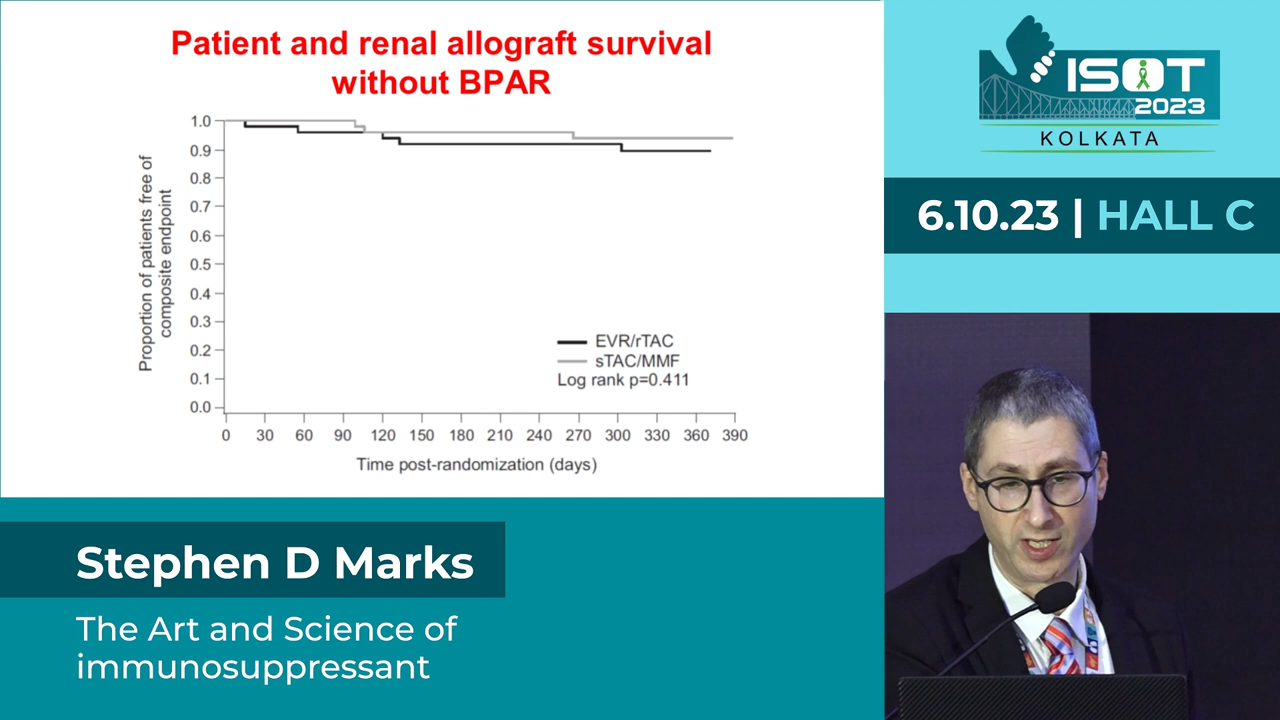 Patient and renal allograft survival
without BPAR
Proportion of patients free of
composite endpoint
1.0
0.9
0.8
0.7
0.6
0.5
0.4
0.3
0.2
0.1
0.0
EVR/rTAC
sTAC/MMF
Log rank p=0.411
0 30 60 90 120 150 180 210 240 270 300 330 360 390
Time post-randomization (days)
ISOT
2023
KOLKATA
6.10.23 | HALL C
Stephen D Marks
The Art and Science of
immunosuppressant